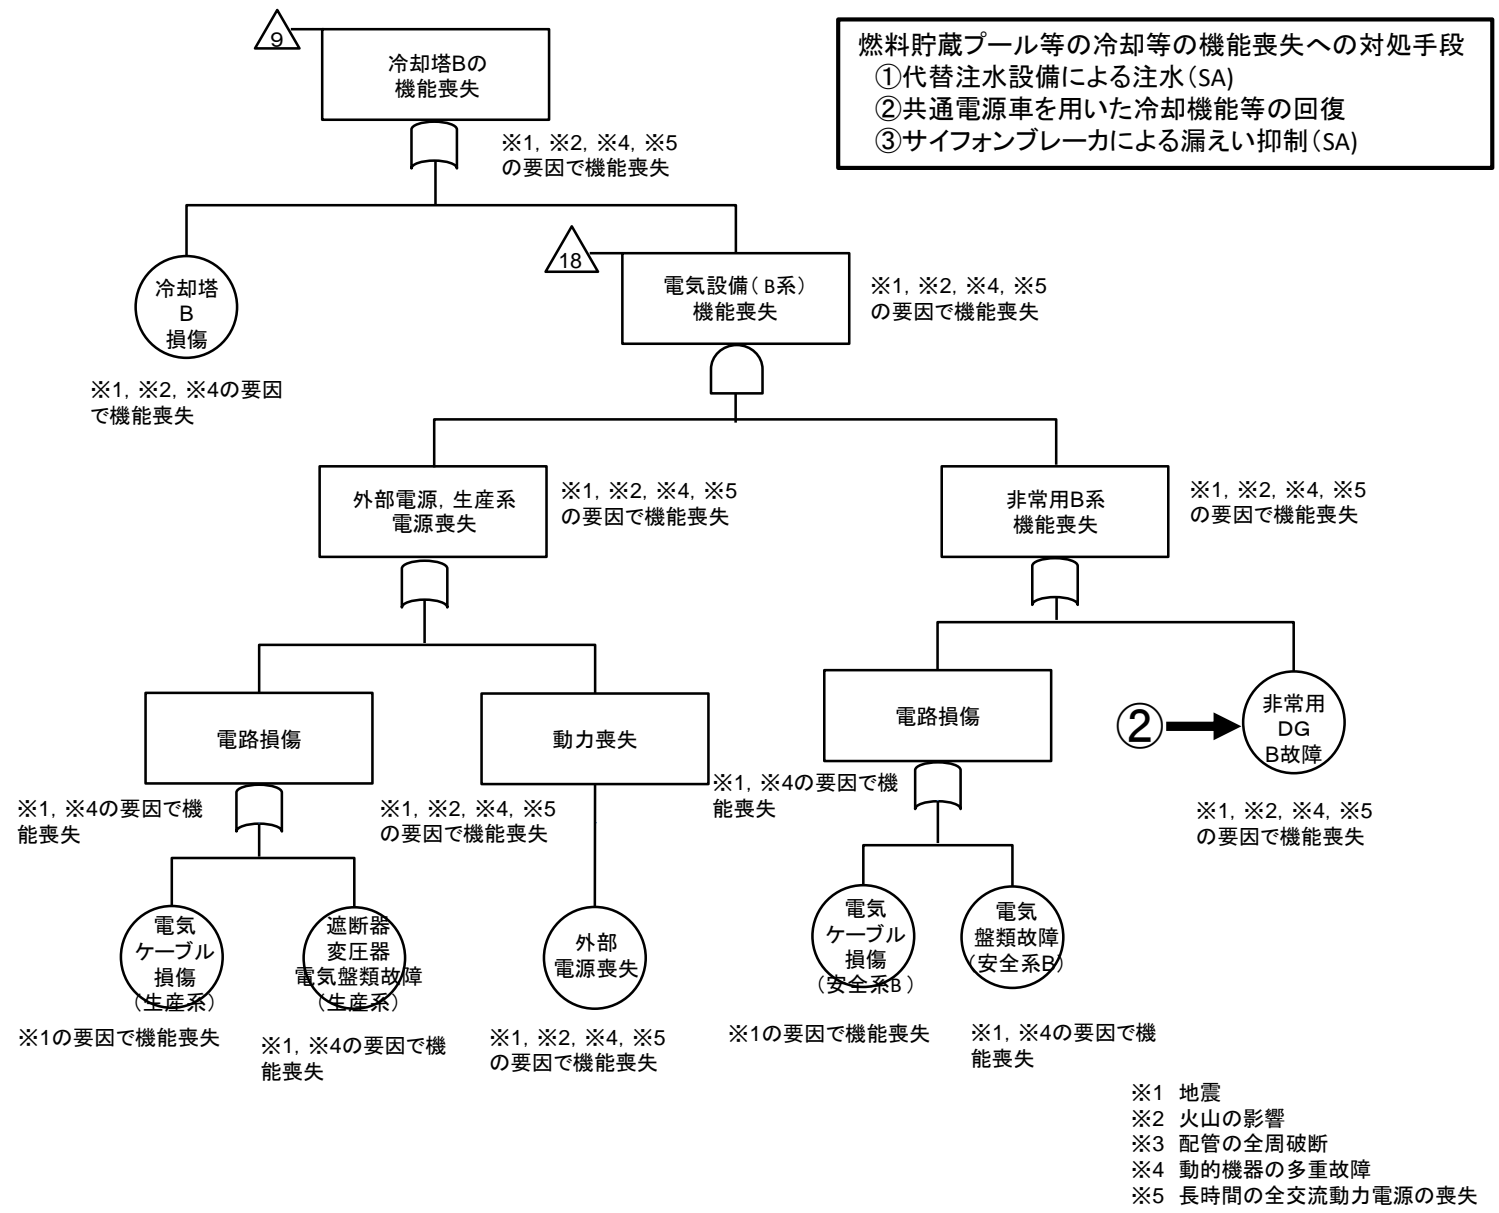 9
冷却塔Bの
機能喪失
※1, ※2, ※4, ※5
の要因で機能喪失
燃料貯蔵プール等の冷却等の機能喪失への対処手段
①代替注水設備による注水(SA)
②共通電源車を用いた冷却機能等の回復
③サイフォンブレーカによる漏えい抑制(SA)
冷却塔
B
損傷
※1, ※2, ※4の要因
で機能喪失
18
電気設備(B系)
機能喪失
※1, ※2, ※4, ※5
の要因で機能喪失
外部電源, 生産系
電源喪失
※1, ※2, ※4, ※5
の要因で機能喪失
非常用B系
機能喪失
※1, ※2, ※4, ※5
の要因で機能喪失
電路損傷
※1, ※4の要因で機
能喪失
動力喪失
※1, ※2, ※4, ※5
の要因で機能喪失
電路損傷
※1, ※4の要因で機
能喪失
②
非常用
DG
B故障
※1, ※2, ※4, ※5
の要因で機能喪失
電気
ケーブル
損傷
(生産系)
※1の要因で機能喪失
遮断器
変圧器
電気盤類故障
(生産系)
※1, ※4の要因で機
能喪失
外部
電源喪失
※1, ※2, ※4, ※5
の要因で機能喪失
電気
ケーブル
損傷
(安全系B)
※1の要因で機能喪失
電気
盤類故障
(安全系B)
※1, ※4の要因で機
能喪失
※1 地震
※2 火山の影響
※3 配管の全周破断
※4 動的機器の多重故障
※5 長時間の全交流動力電源の喪失